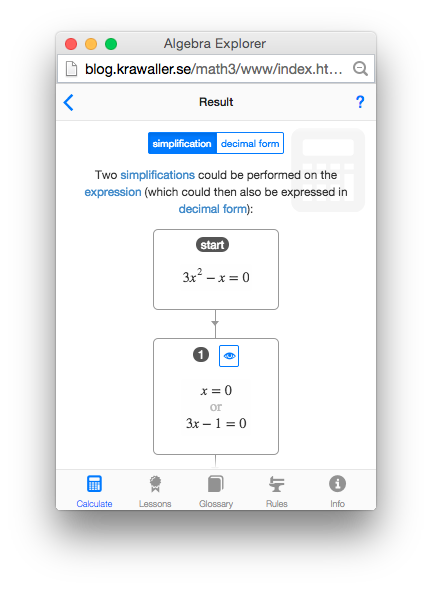 Algebra Explorer
blog.krawaller.se/math3/www/index.ht...
Result
?
simplification decimal form
Two simplifications could be performed on the
expression (which could then also be expressed in
decimal form):
start
3x² − x = 0
1
x = 0
or
3x − 1 = 0
Calculate Lessons Glossary Rules Info